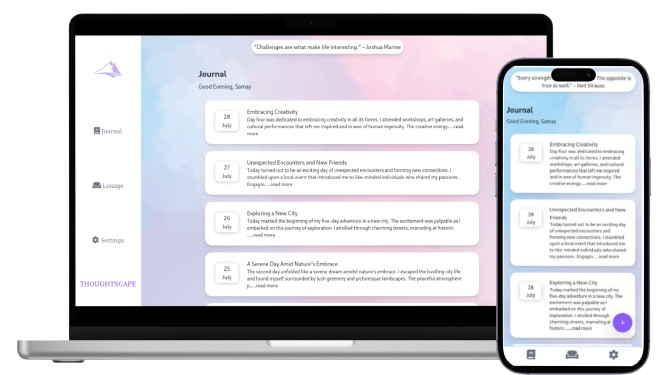 "Challenges are what make life interesting." – Joshua Marine
Journal
Good Evening, Samay
Journal
Lounge
Settings
THOUGHTSCAPE
28
July
Embracing Creativity
Day four was dedicated to embracing creativity in all its forms. I attended workshops, art galleries, and
cultural performances that left me inspired and in awe of human ingenuity. The creative energy.....read
more
27
July
Unexpected Encounters and New Friends
Today turned out to be an exciting day of unexpected encounters and forming new connections. I
stumbled upon a local event that introduced me to like-minded individuals who shared my passions.
Engagin.....read more
26
July
Exploring a New City
Today marked the beginning of my five-day adventure in a new city. The excitement was palpable as I
embarked on this journey of exploration. I strolled through charming streets, marveling at historic
.....read more
25
July
A Serene Day Amid Nature's Embrace
The second day unfolded like a serene dream amidst nature's embrace. I escaped the bustling city life
and found myself surrounded by lush greenery and picturesque landscapes. The peaceful atmosphere
p.....read more
"Every strength The opposite is
true as well." – Neil Strauss
Journal
Good Evening, Samay
28
July
Embracing Creativity
Day four was dedicated to embracing
creativity in all its forms. I attended
workshops, art galleries, and cultural
performances that left me inspired
and in awe of human ingenuity. The
creative energy.....read more
28
July
Unexpected Encounters and New
Friends
Today turned out to be an exciting day
of unexpected encounters and
forming new connections. I stumbled
upon a local event that introduced me
to like-minded individuals who shared
my passions. Engagin.....read more
28
July
Exploring a New City
Today marked the beginning of my
five-day adventure in a new city. The
excitement was palpable as I
embarked on this journey of
exploration. I strolled through
charming streets, marveling at
historic .....read more
+